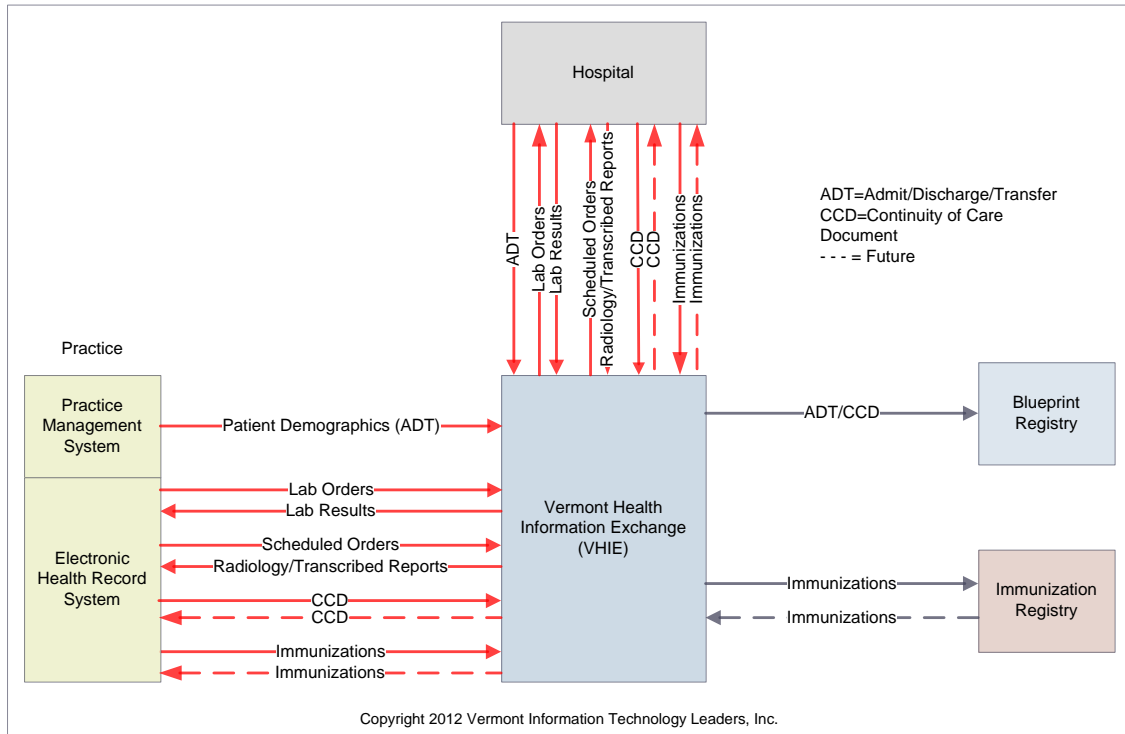 Hospital
ADT
Lab Orders
Lab Results
Scheduled Orders
Radiology/Transcribed Reports
CCD
CCD
Immunizations
Immunizations
ADT=Admit/Discharge/Transfer
CCD=Continuity of Care
Document
- - - = Future
Practice
Practice
Management
System
Patient Demographics (ADT)
ADT/CCD
Blueprint
Registry
Lab Orders
Lab Results
Scheduled Orders
Radiology/Transcribed Reports
CCD
CCD
Immunizations
Immunizations
Electronic
Health Record
System
Vermont Health
Information Exchange
(VHIE)
Immunizations
Immunizations
Immunization
Registry
Copyright 2012 Vermont Information Technology Leaders, Inc.